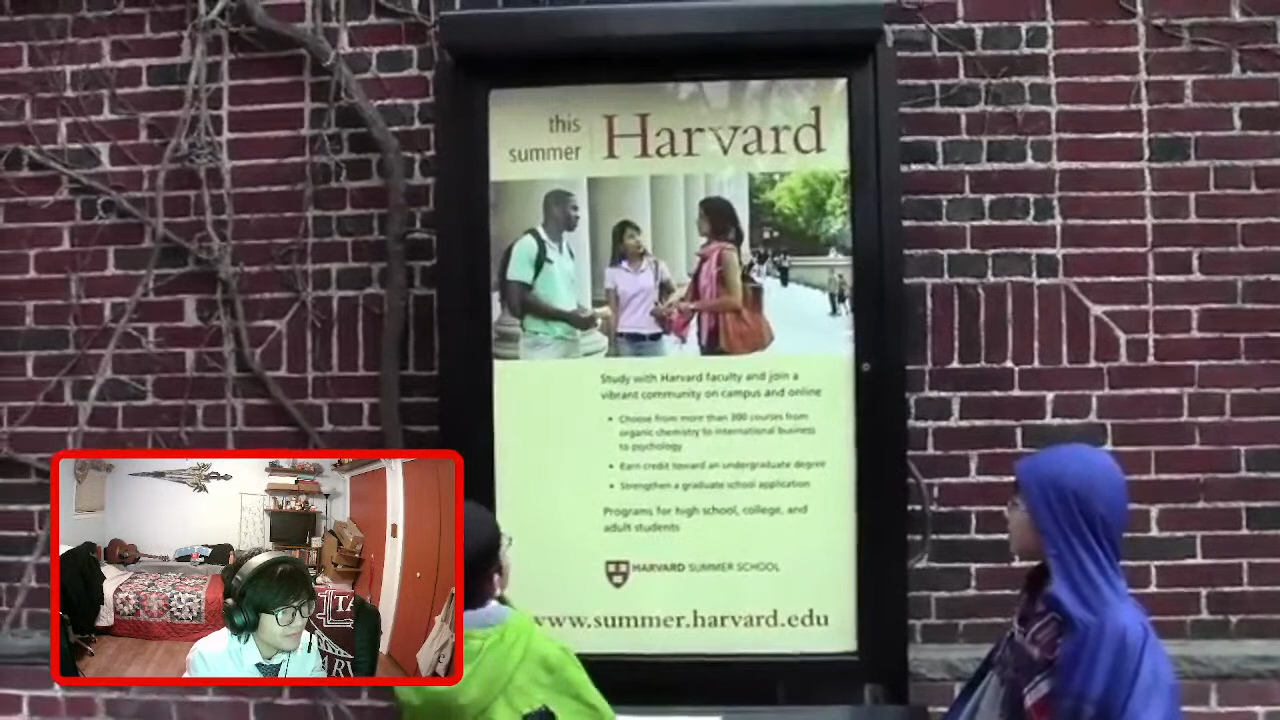 this
summer
Harvard
Study with Harvard faculty and join a
vibrant community on campus and online
• Choose from more than 300 courses from
organic chemistry to international business
to psychology
• Earn credit toward an undergraduate degree
• Strengthen a graduate school application
Programs for high school, college, and
adult students
HARVARD SUMMER SCHOOL
www.summer.harvard.edu